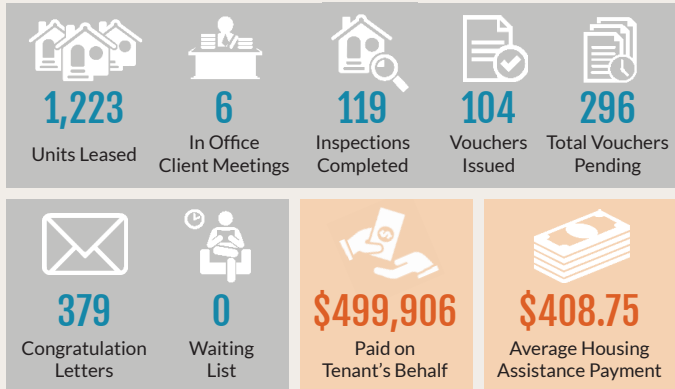 1,223
Units Leased
6
In Office
Client Meetings
119
Inspections
Completed
104
Vouchers
Issued
296
Total Vouchers
Pending
379
Congratulation
Letters
0
Waiting
List
$
$499,906
Paid on
Tenant's Behalf
$408.75
Average Housing
Assistance Payment